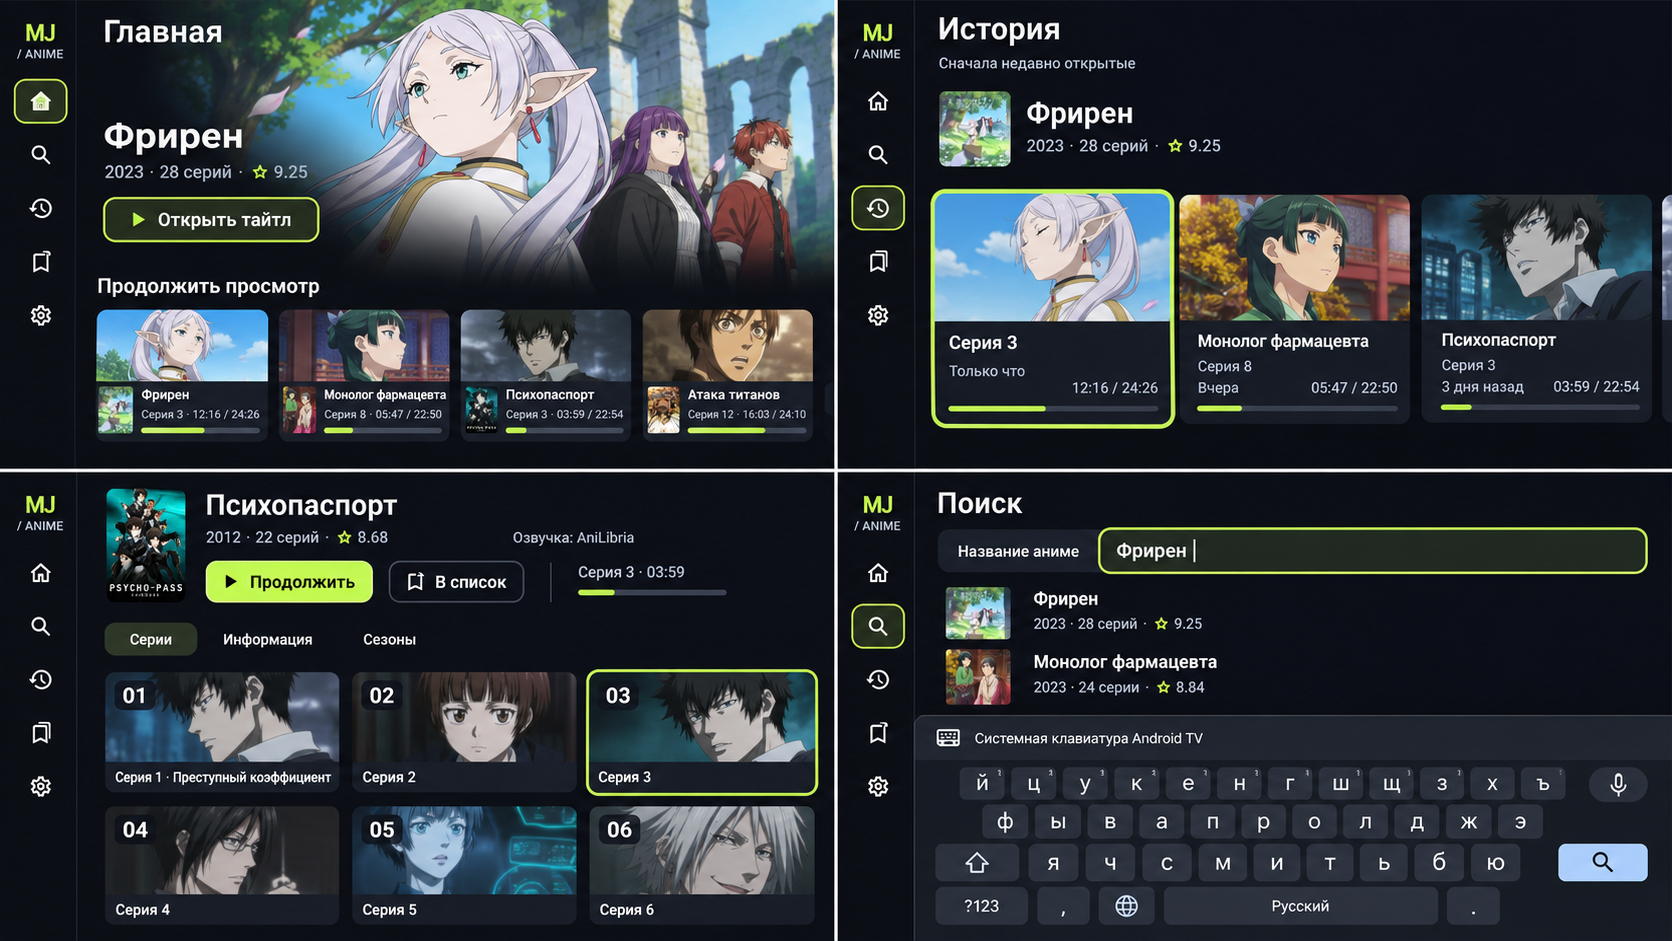 MJ
/ ANIME
Главная
Фрирен
2023 · 28 серий · ☆ 9.25
Открыть тайтл
Продолжить просмотр
Фрирен
Серия 3 · 12:16 / 24:26
Монолог фармацевта
Серия 8 · 05:47 / 22:50
PSYCHO-PASS
Психопаспорт
Серия 3 · 03:59 / 22:54
Атака титанов
Серия 12 · 16:03 / 24:10
MJ
/ ANIME
История
Сначала недавно открытые
Фрирен
2023 · 28 серий · ☆ 9.25
Серия 3
Только что
12:16 / 24:26
Монолог фармацевта
Серия 8
Вчера 05:47 / 22:50
Психопаспорт
Серия 3
3 дня назад 03:59 / 22:54
MJ
/ ANIME
PSYCHO-PASS
Психопаспорт
2012 · 22 серий · ☆ 8.68
Озвучка: AniLibria
Продолжить
В список
Серия 3 · 03:59
Серии Информация Сезоны
01
Серия 1 · Преступный коэффициент
02
Серия 2
03
Серия 3
04
Серия 4
05
Серия 5
06
Серия 6
MJ
/ ANIME
Поиск
Название аниме Фрирен
Фрирен
2023 · 28 серий · ☆ 9.25
Монолог фармацевта
2023 · 24 серии · ☆ 8.84
Системная клавиатура Android TV
й ц у к е н г ш щ з х ъ
ф ы в а п р о л д ж э
я ч с м и т ь б ю
?123 , Русский .